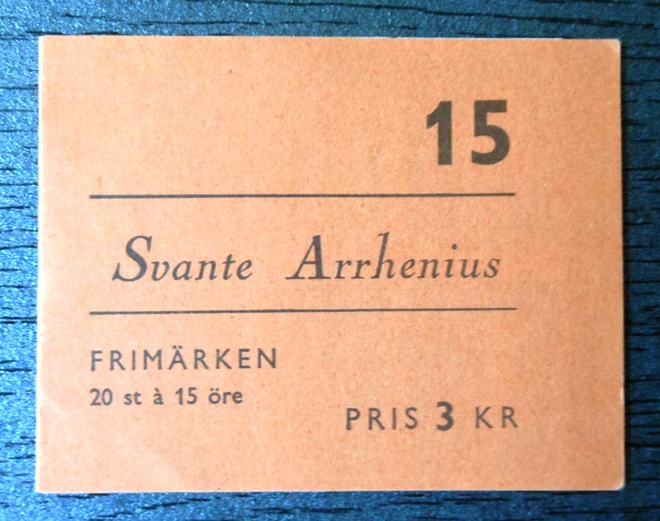 15
Svante Arrhenius
FRIMÄRKEN
20 st à 15 öre
PRIS 3 KR